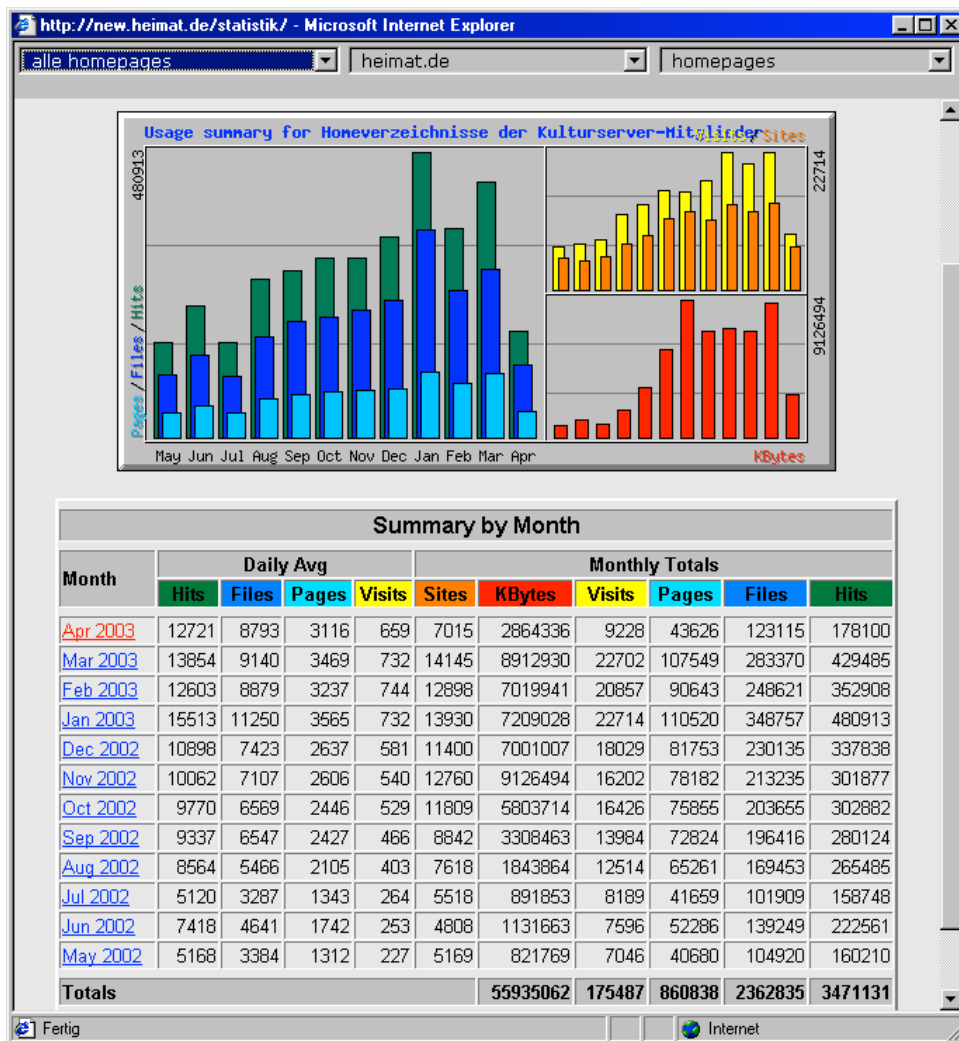 http://new.heimat.de/statistik/ - Microsoft Internet Explorer
alle homepages heimat.de homepages
Usage summary for Homeverzeichnisse der Kulturserver-Mitglieder
Visits / Sites
480913
22714
Pages / Files / Hits
9126494
May Jun Jul Aug Sep Oct Nov Dec Jan Feb Mar Apr
KBytes
Summary by Month
Month Daily Avg Monthly Totals
Hits Files Pages Visits Sites KBytes Visits Pages Files Hits
Apr 2003 12721 8793 3116 659 7015 2864336 9228 43626 123115 178100
Mar 2003 13854 9140 3469 732 14145 8912930 22702 107549 283370 429485
Feb 2003 12603 8879 3237 744 12898 7019941 20857 90643 248621 352908
Jan 2003 15513 11250 3565 732 13930 7209028 22714 110520 348757 480913
Dec 2002 10898 7423 2637 581 11400 7001007 18029 81753 230135 337838
Nov 2002 10062 7107 2606 540 12760 9126494 16202 78182 213235 301877
Oct 2002 9770 6569 2446 529 11809 5803714 16426 75855 203655 302882
Sep 2002 9337 6547 2427 466 8842 3308463 13984 72824 196416 280124
Aug 2002 8564 5466 2105 403 7618 1843864 12514 65261 169453 265485
Jul 2002 5120 3287 1343 264 5518 891853 8189 41659 101909 158748
Jun 2002 7418 4641 1742 253 4808 1131663 7596 52286 139249 222561
May 2002 5168 3384 1312 227 5169 821769 7046 40680 104920 160210
Totals 55935062 175487 860838 2362835 3471131
Fertig Internet